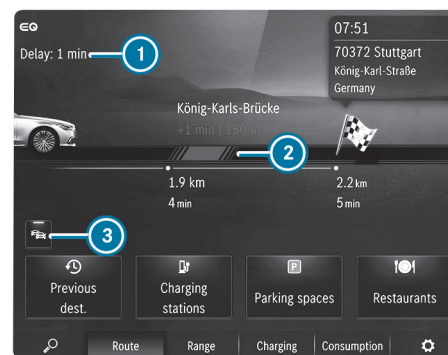 EQ
07:51
Delay: 1 min
1
70372 Stuttgart
König-Karl-Straße
Germany
König-Karls-Brücke
+1 min | 150 m
2
1.9 km
4 min
2.2 km
5 min
3
Previous
dest.
Charging
stations
P
Parking spaces
Restaurants
Route
Range
Charging
Consumption